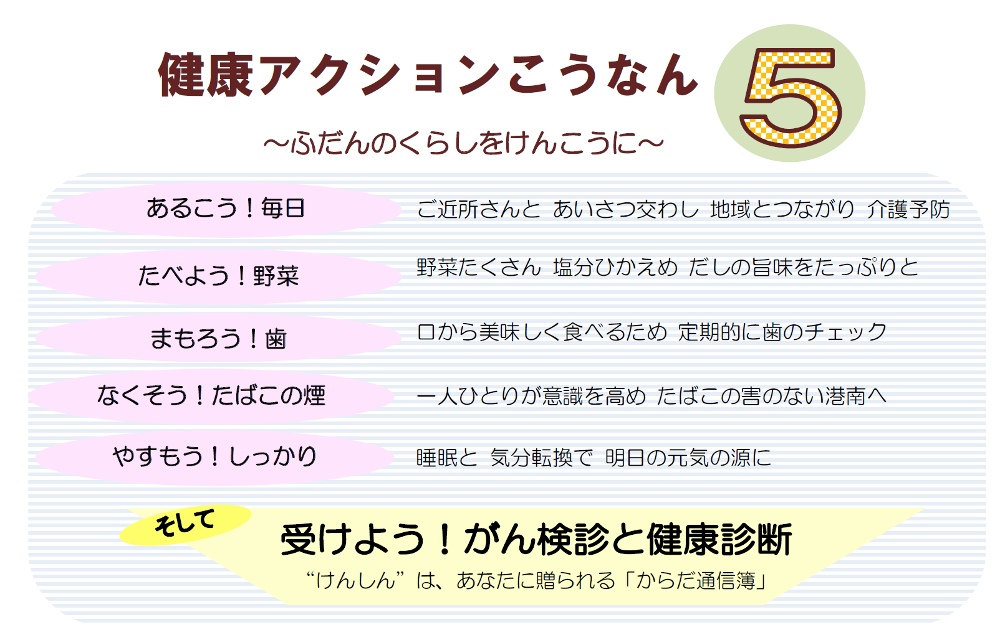 健康アクションこうなん 5
～ふだんのくらしをけんこうに～
あるこう！毎日 ご近所さんと あいさつ交わし 地域とつながり 介護予防
たべよう！野菜 野菜たくさん 塩分ひかえめ だしの旨味をたっぷりと
まもろう！歯 口から美味しく食べるため 定期的に歯のチェック
なくそう！たばこの煙 一人ひとりが意識を高め たばこの害のない港南へ
やすもう！しっかり 睡眠と 気分転換で 明日の元気の源に
そして
受けよう！がん検診と健康診断
“けんしん”は、あなたに贈られる「からだ通信簿」